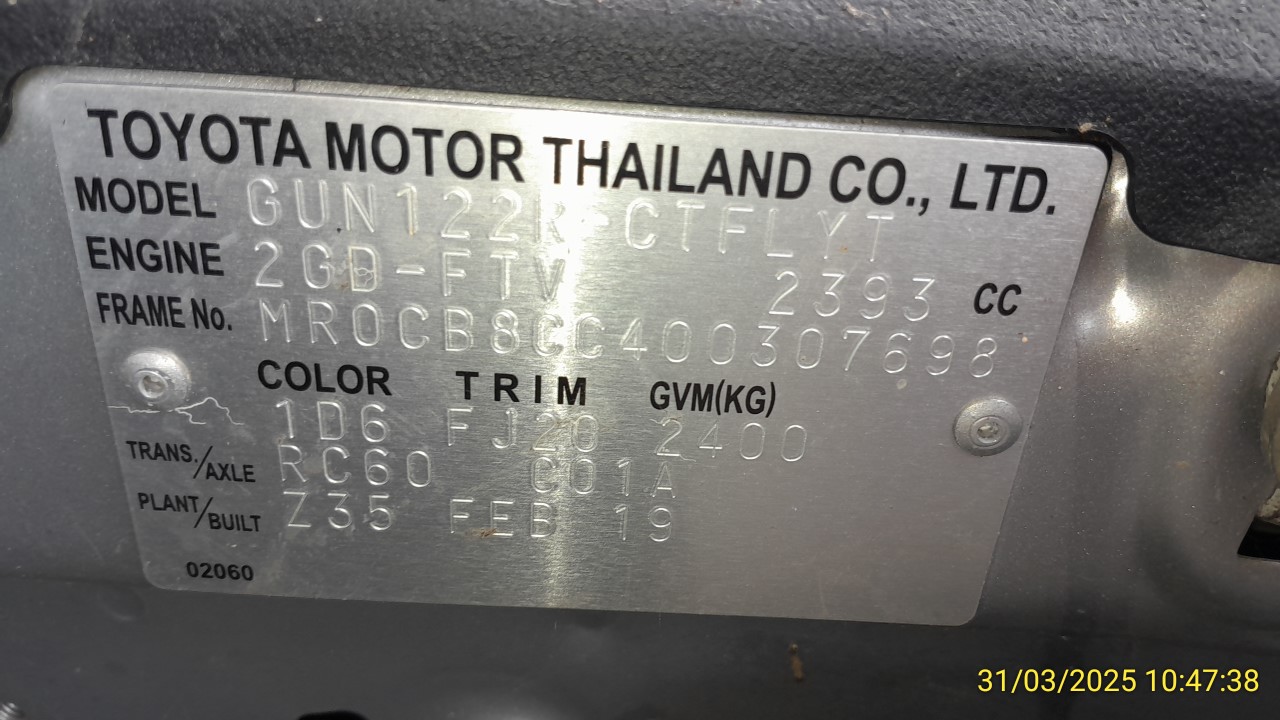 TOYOTA MOTOR THAILAND CO., LTD.
MODEL GUN122R-CTFLYT
ENGINE 2GD-FTV 2393 CC
FRAME No. MR0CB8CC400307698
COLOR TRIM GVM(KG)
1D6 FJ20 2400
TRANS./AXLE RC60 C01A
PLANT/BUILT Z35 FEB 19
02060
31/03/2025 10:47:38